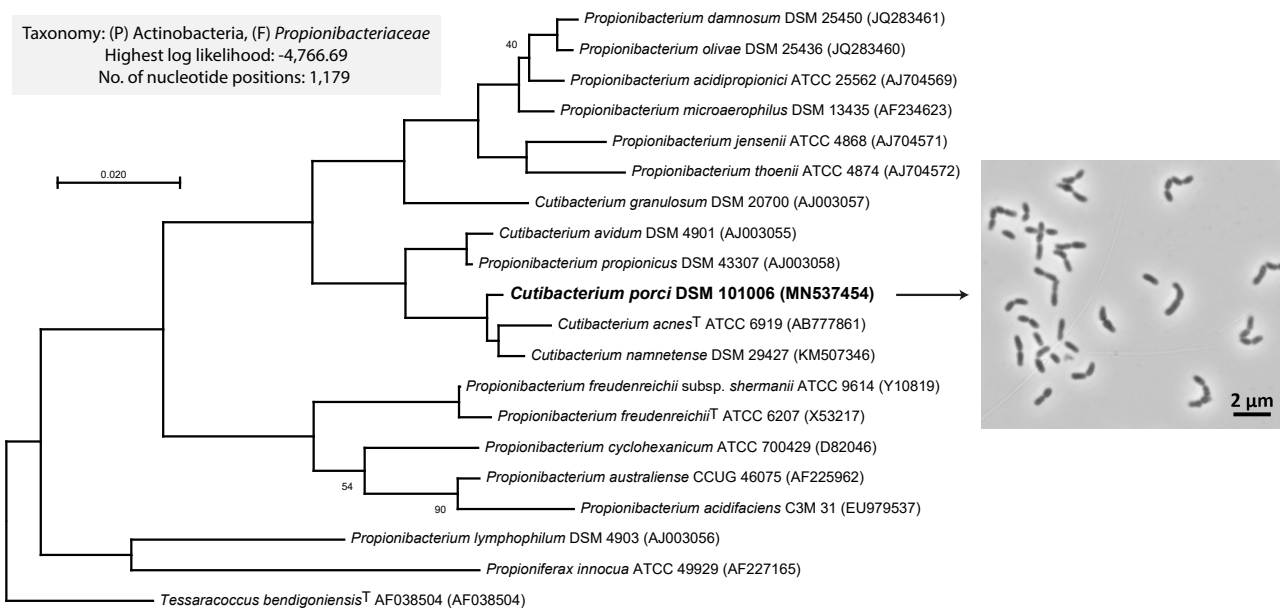 Taxonomy: (P) Actinobacteria, (F) Propionibacteriaceae
Highest log likelihood: -4,766.69
No. of nucleotide positions: 1,179
0.020
Propionibacterium damnosum DSM 25450 (JQ283461)
40
Propionibacterium olivae DSM 25436 (JQ283460)
Propionibacterium acidipropionici ATCC 25562 (AJ704569)
Propionibacterium microaerophilus DSM 13435 (AF234623)
Propionibacterium jensenii ATCC 4868 (AJ704571)
Propionibacterium thoenii ATCC 4874 (AJ704572)
Cutibacterium granulosum DSM 20700 (AJ003057)
Cutibacterium avidum DSM 4901 (AJ003055)
Propionibacterium propionicus DSM 43307 (AJ003058)
Cutibacterium porci DSM 101006 (MN537454)
Cutibacterium acnesT ATCC 6919 (AB777861)
Cutibacterium namnetense DSM 29427 (KM507346)
Propionibacterium freudenreichii subsp. shermanii ATCC 9614 (Y10819)
Propionibacterium freudenreichiiT ATCC 6207 (X53217)
Propionibacterium cyclohexanicum ATCC 700429 (D82046)
Propionibacterium australiense CCUG 46075 (AF225962)
54
90
Propionibacterium acidifaciens C3M 31 (EU979537)
Propionibacterium lymphophilum DSM 4903 (AJ003056)
Propioniferax innocua ATCC 49929 (AF227165)
Tessaracoccus bendigoniensisT AF038504 (AF038504)
2 µm